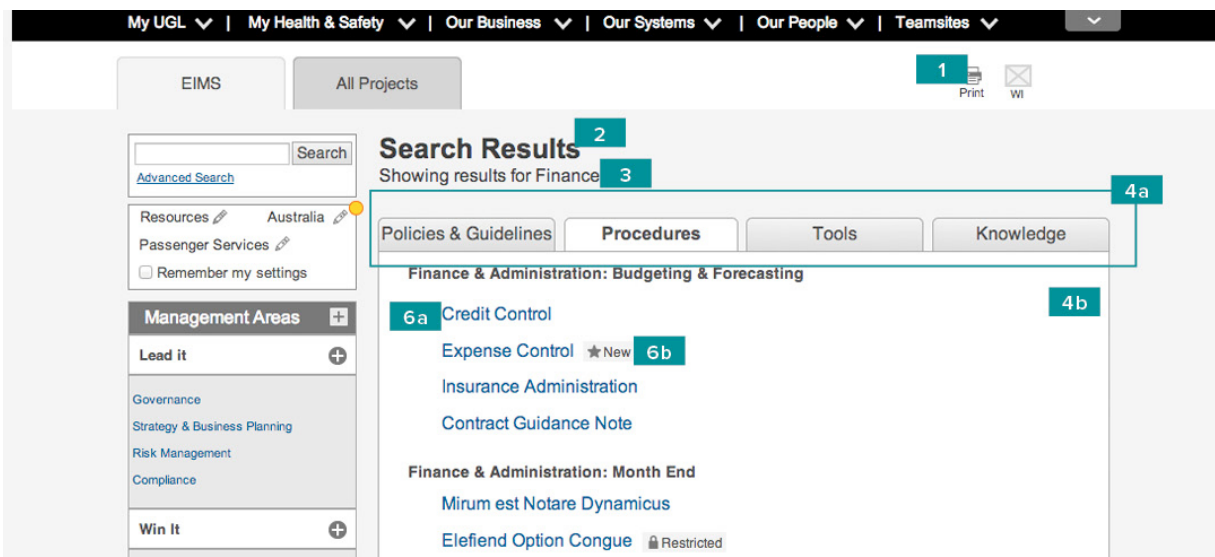 My UGL | My Health & Safety | Our Business | Our Systems | Our People | Teamsites
EIMS
All Projects
1
Print
WI
Search
Advanced Search
Resources
Australia
Passenger Services
Remember my settings
Management Areas
Lead it
Governance
Strategy & Business Planning
Risk Management
Compliance
Win It
Search Results 2
Showing results for Finance 3
4a
Policies & Guidelines
Procedures
Tools
Knowledge
Finance & Administration: Budgeting & Forecasting
4b
6a Credit Control
Expense Control New 6b
Insurance Administration
Contract Guidance Note
Finance & Administration: Month End
Mirum est Notare Dynamicus
Elefiend Option Congue Restricted